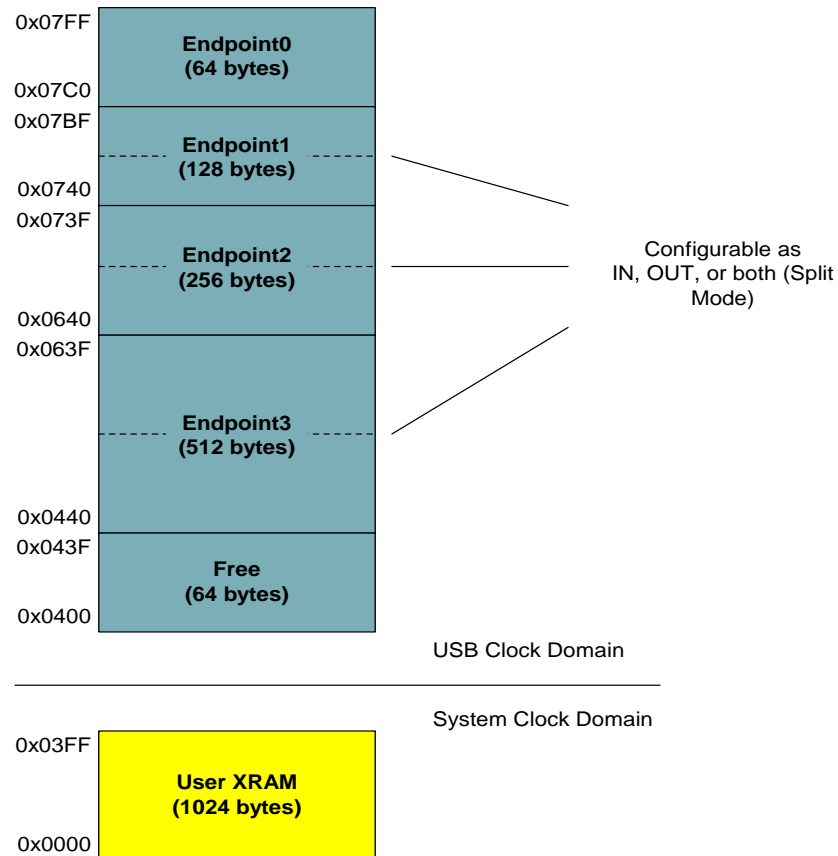 0x07FF
Endpoint0
(64 bytes)
0x07C0
0x07BF
Endpoint1
(128 bytes)
0x0740
0x073F
Endpoint2
(256 bytes)
0x0640
0x063F
Endpoint3
(512 bytes)
0x0440
0x043F
Free
(64 bytes)
0x0400
Configurable as
IN, OUT, or both (Split
Mode)
USB Clock Domain
System Clock Domain
0x03FF
User XRAM
(1024 bytes)
0x0000